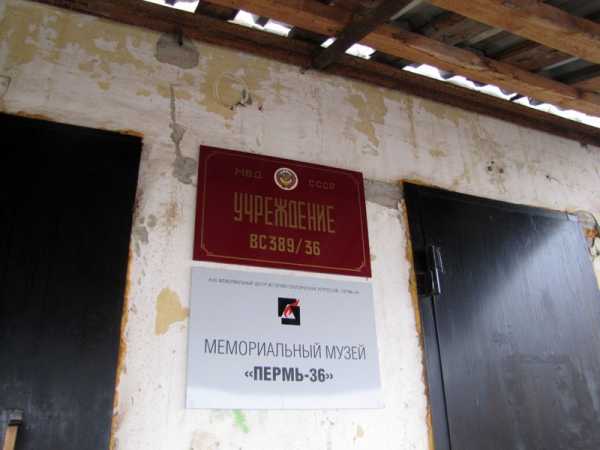 МВД СССР
УЧРЕЖДЕНИЕ
ВС389/36
МЕМОРИАЛЬНЫЙ МУЗЕЙ
«ПЕРМЬ-36»